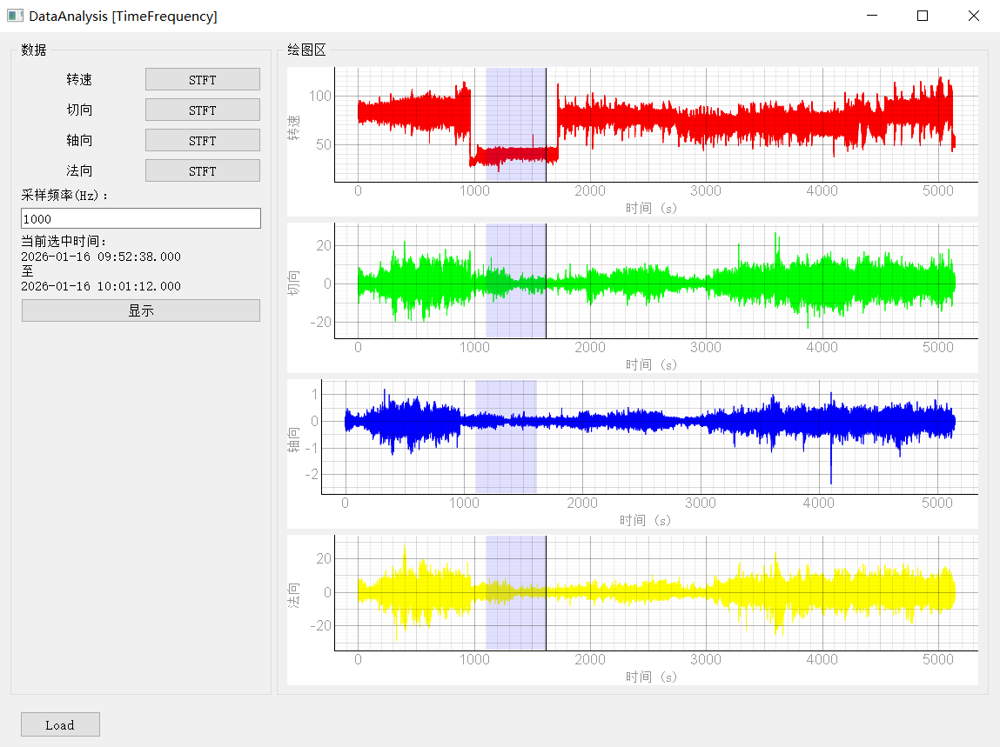 DataAnalysis [TimeFrequency]
数据
转速 STFT
切向 STFT
轴向 STFT
法向 STFT
采样频率(Hz)：
1000
当前选中时间：
2026-01-16 09:52:38.000
至
2026-01-16 10:01:12.000
显示
Load
绘图区
转速
100
50
0 1000 2000 3000 4000 5000
时间 (s)
切向
20
0
-20
0 1000 2000 3000 4000 5000
时间 (s)
轴向
1
0
-1
-2
0 1000 2000 3000 4000 5000
时间 (s)
法向
20
0
-20
0 1000 2000 3000 4000 5000
时间 (s)